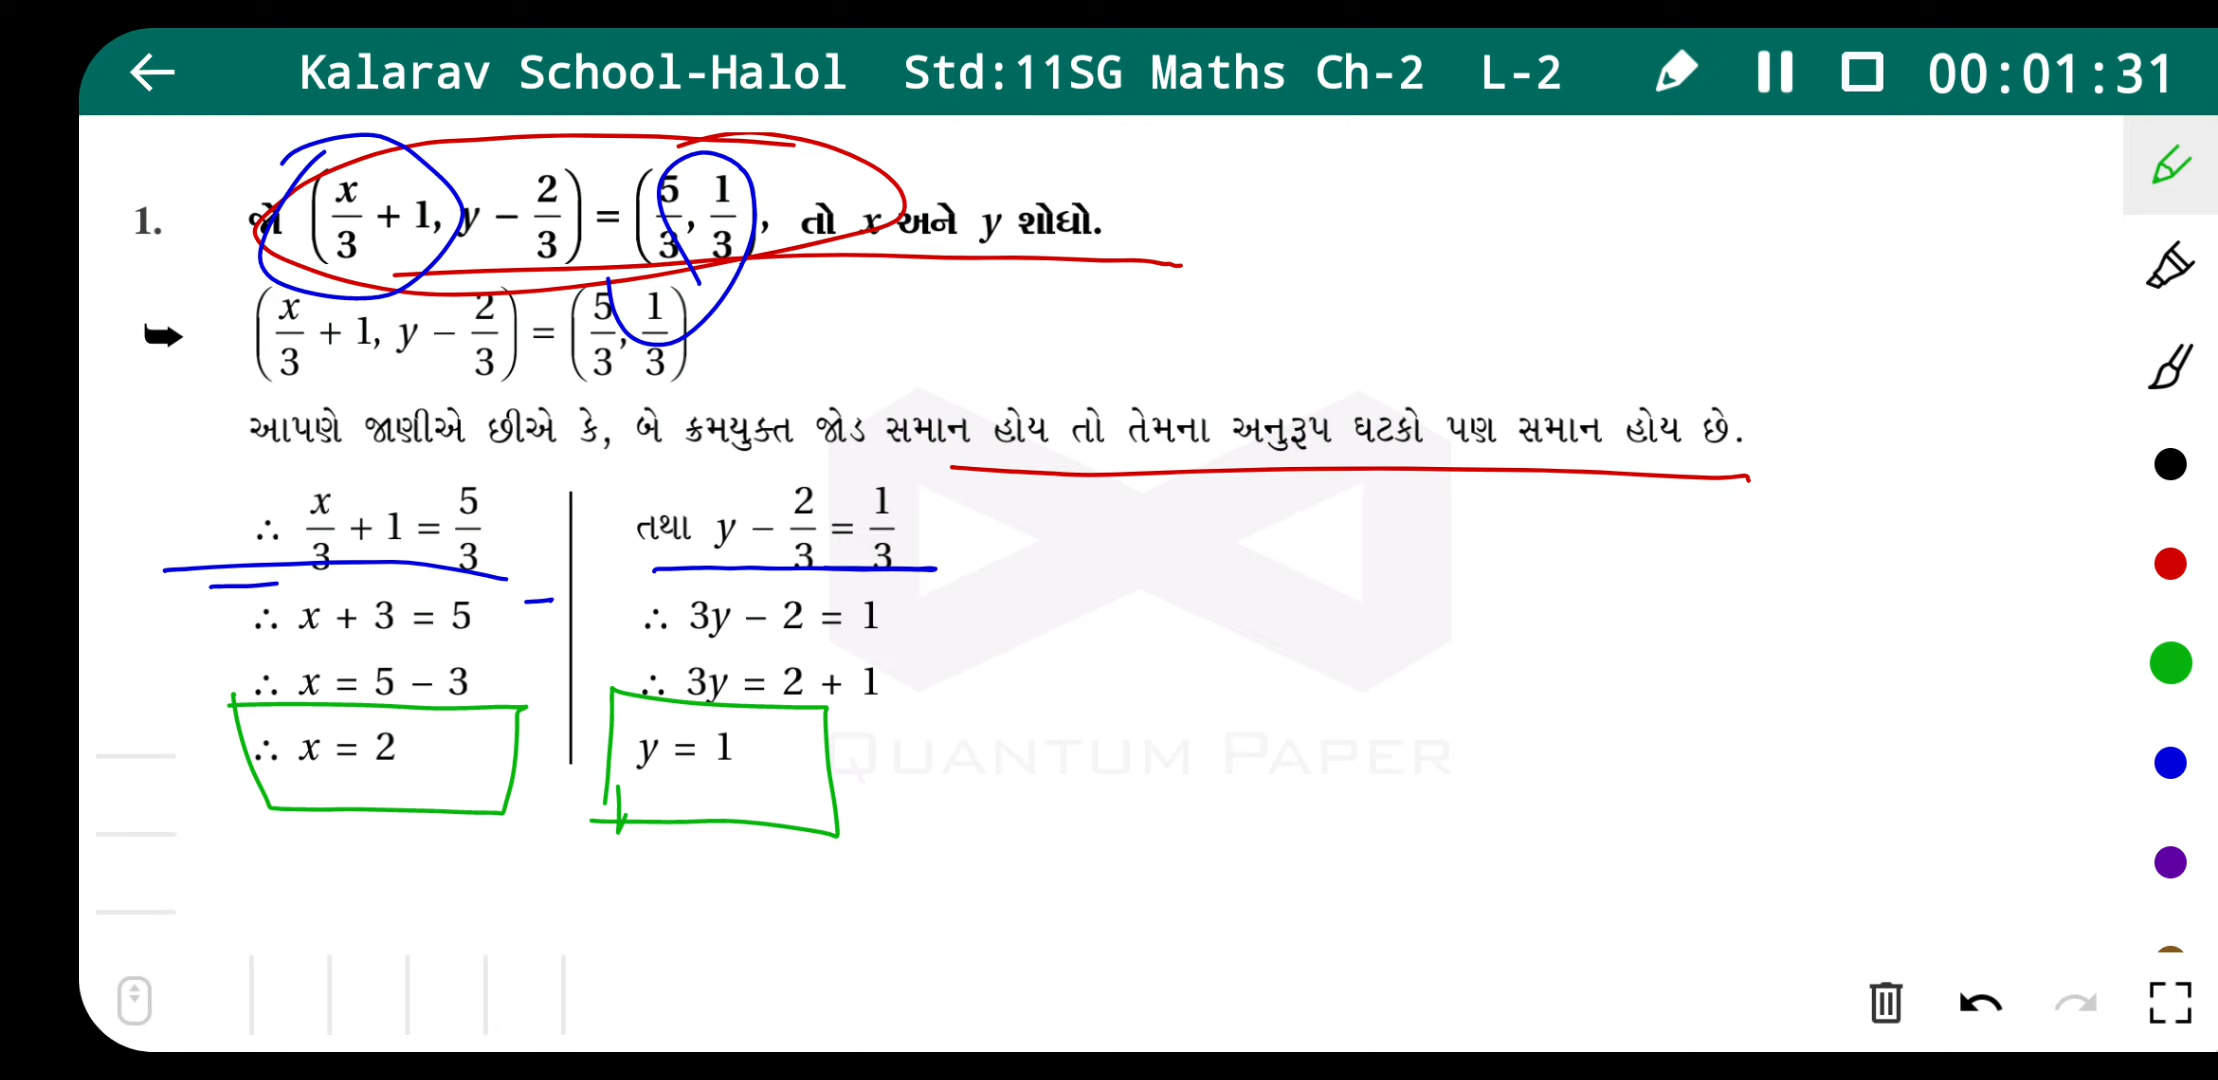 Kalarav School-Halol Std:11SG Maths Ch-2 L-2 00:01:31
1. જો (x/3 + 1, y − 2/3) = (5/3, 1/3), તો x અને y શોધો.
➥ (x/3 + 1, y − 2/3) = (5/3, 1/3)
આપણે જાણીએ છીએ કે, બે ક્રમયુક્ત જોડ સમાન હોય તો તેમના અનુરૂપ ઘટકો પણ સમાન હોય છે.
∴ x/3 + 1 = 5/3
∴ x + 3 = 5
∴ x = 5 − 3
∴ x = 2
તથા y − 2/3 = 1/3
∴ 3y − 2 = 1
∴ 3y = 2 + 1
y = 1
QUANTUM PAPER